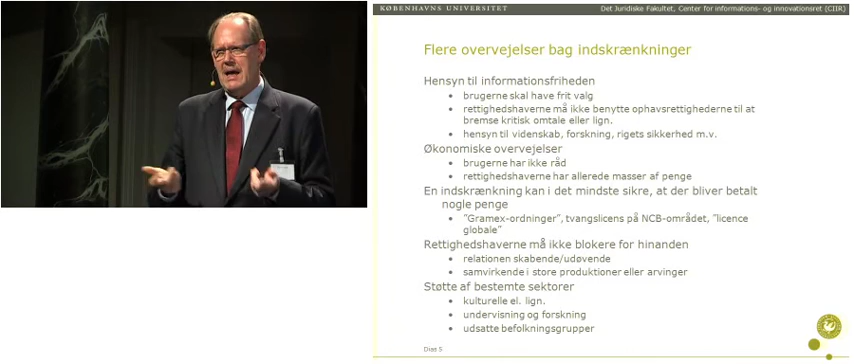 KØBENHAVNS UNIVERSITET
Det Juridiske Fakultet, Center for informations- og innovationsret (CIIR)
Flere overvejelser bag indskrænkninger
Hensyn til informationsfriheden
• brugerne skal have frit valg
• rettighedshaverne må ikke benytte ophavsrettighederne til at
bremse kritisk omtale eller lign.
• hensyn til videnskab, forskning, rigets sikkerhed m.v.
Økonomiske overvejelser
• brugerne har ikke råd
• rettighedshaverne har allerede masser af penge
En indskrænkning kan i det mindste sikre, at der bliver betalt
nogle penge
• "Gramex-ordninger", tvangslicens på NCB-området, "licence
globale"
Rettighedshaverne må ikke blokere for hinanden
• relationen skabende/udøvende
• samvirkende i store produktioner eller arvinger
Støtte af bestemte sektorer
• kulturelle el. lign.
• undervisning og forskning
• udsatte befolkningsgrupper
Dias 5